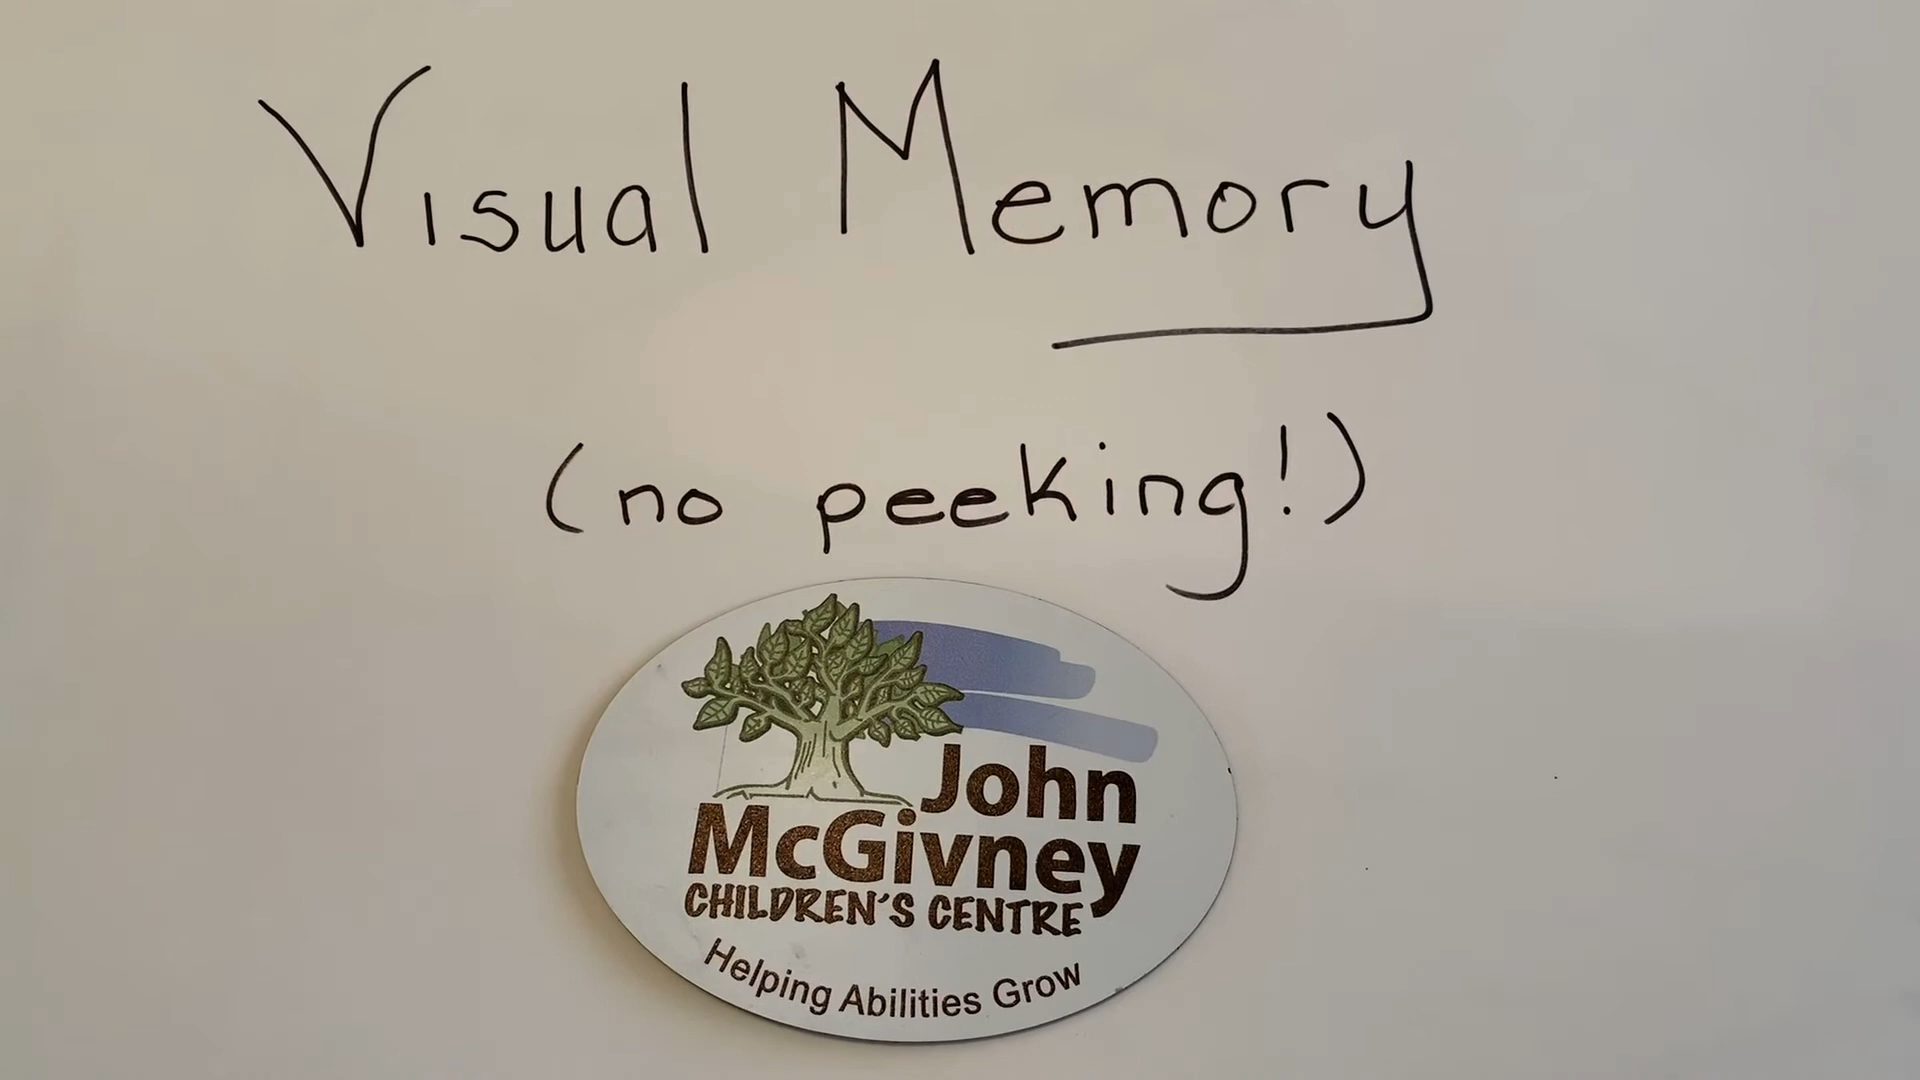 Visual Memory
(no peeking!)
John
McGivney
CHILDREN'S CENTRE
Helping Abilities Grow